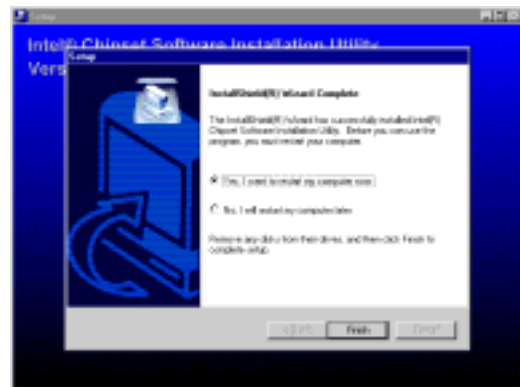 Setup
Intel(R) Chipset Software Installation Utility
Vers
Setup
InstallShield(R) Wizard Complete
The InstallShield(R) Wizard has successfully installed Intel(R)
Chipset Software Installation Utility. Before you can use the
program, you must restart your computer.
Yes, I want to restart my computer now.
No, I will restart my computer later.
Remove any disks from their drives, and then click Finish to
complete setup.
< Back
Finish
Cancel